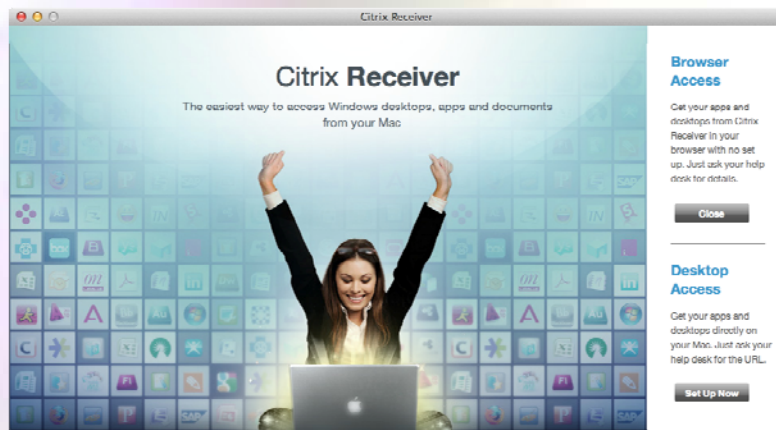 Citrix Receiver
Citrix Receiver
The easiest way to access Windows desktops, apps and documents
from your Mac
Browser
Access
Get your apps and
desktops from Citrix
Receiver in your
browser with no set
up. Just ask your help
desk for details.
Close
Desktop
Access
Get your apps and
desktops directly on
your Mac. Just ask your
help desk for the URL.
Set Up Now